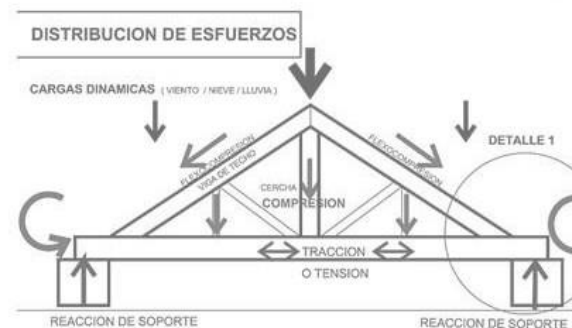 DISTRIBUCION DE ESFUERZOS
CARGAS DINAMICAS ( VIENTO / NIEVE / LLUVIA )
FLEXOCOMPRESION
VIGA DE TECHO
FLEXOCOMPRESION
DETALLE 1
CERCHA
COMPRESION
TRACCION
O TENSION
REACCION DE SOPORTE
REACCION DE SOPORTE